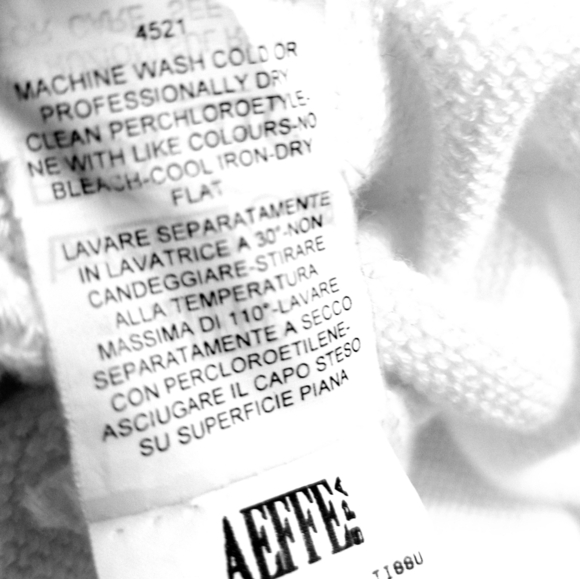 4521
MACHINE WASH COLD OR
PROFESSIONALLY DRY
CLEAN PERCHLOROETYLE-
NE WITH LIKE COLOURS-NO
BLEACH-COOL IRON-DRY
FLAT
LAVARE SEPARATAMENTE
IN LAVATRICE A 30°-NON
CANDEGGIARE-STIRARE
ALLA TEMPERATURA
MASSIMA DI 110°-LAVARE
SEPARATAMENTE A SECCO
CON PERCLOROETILENE-
ASCIUGARE IL CAPO STESO
SU SUPERFICIE PIANA
AEFFE SPA